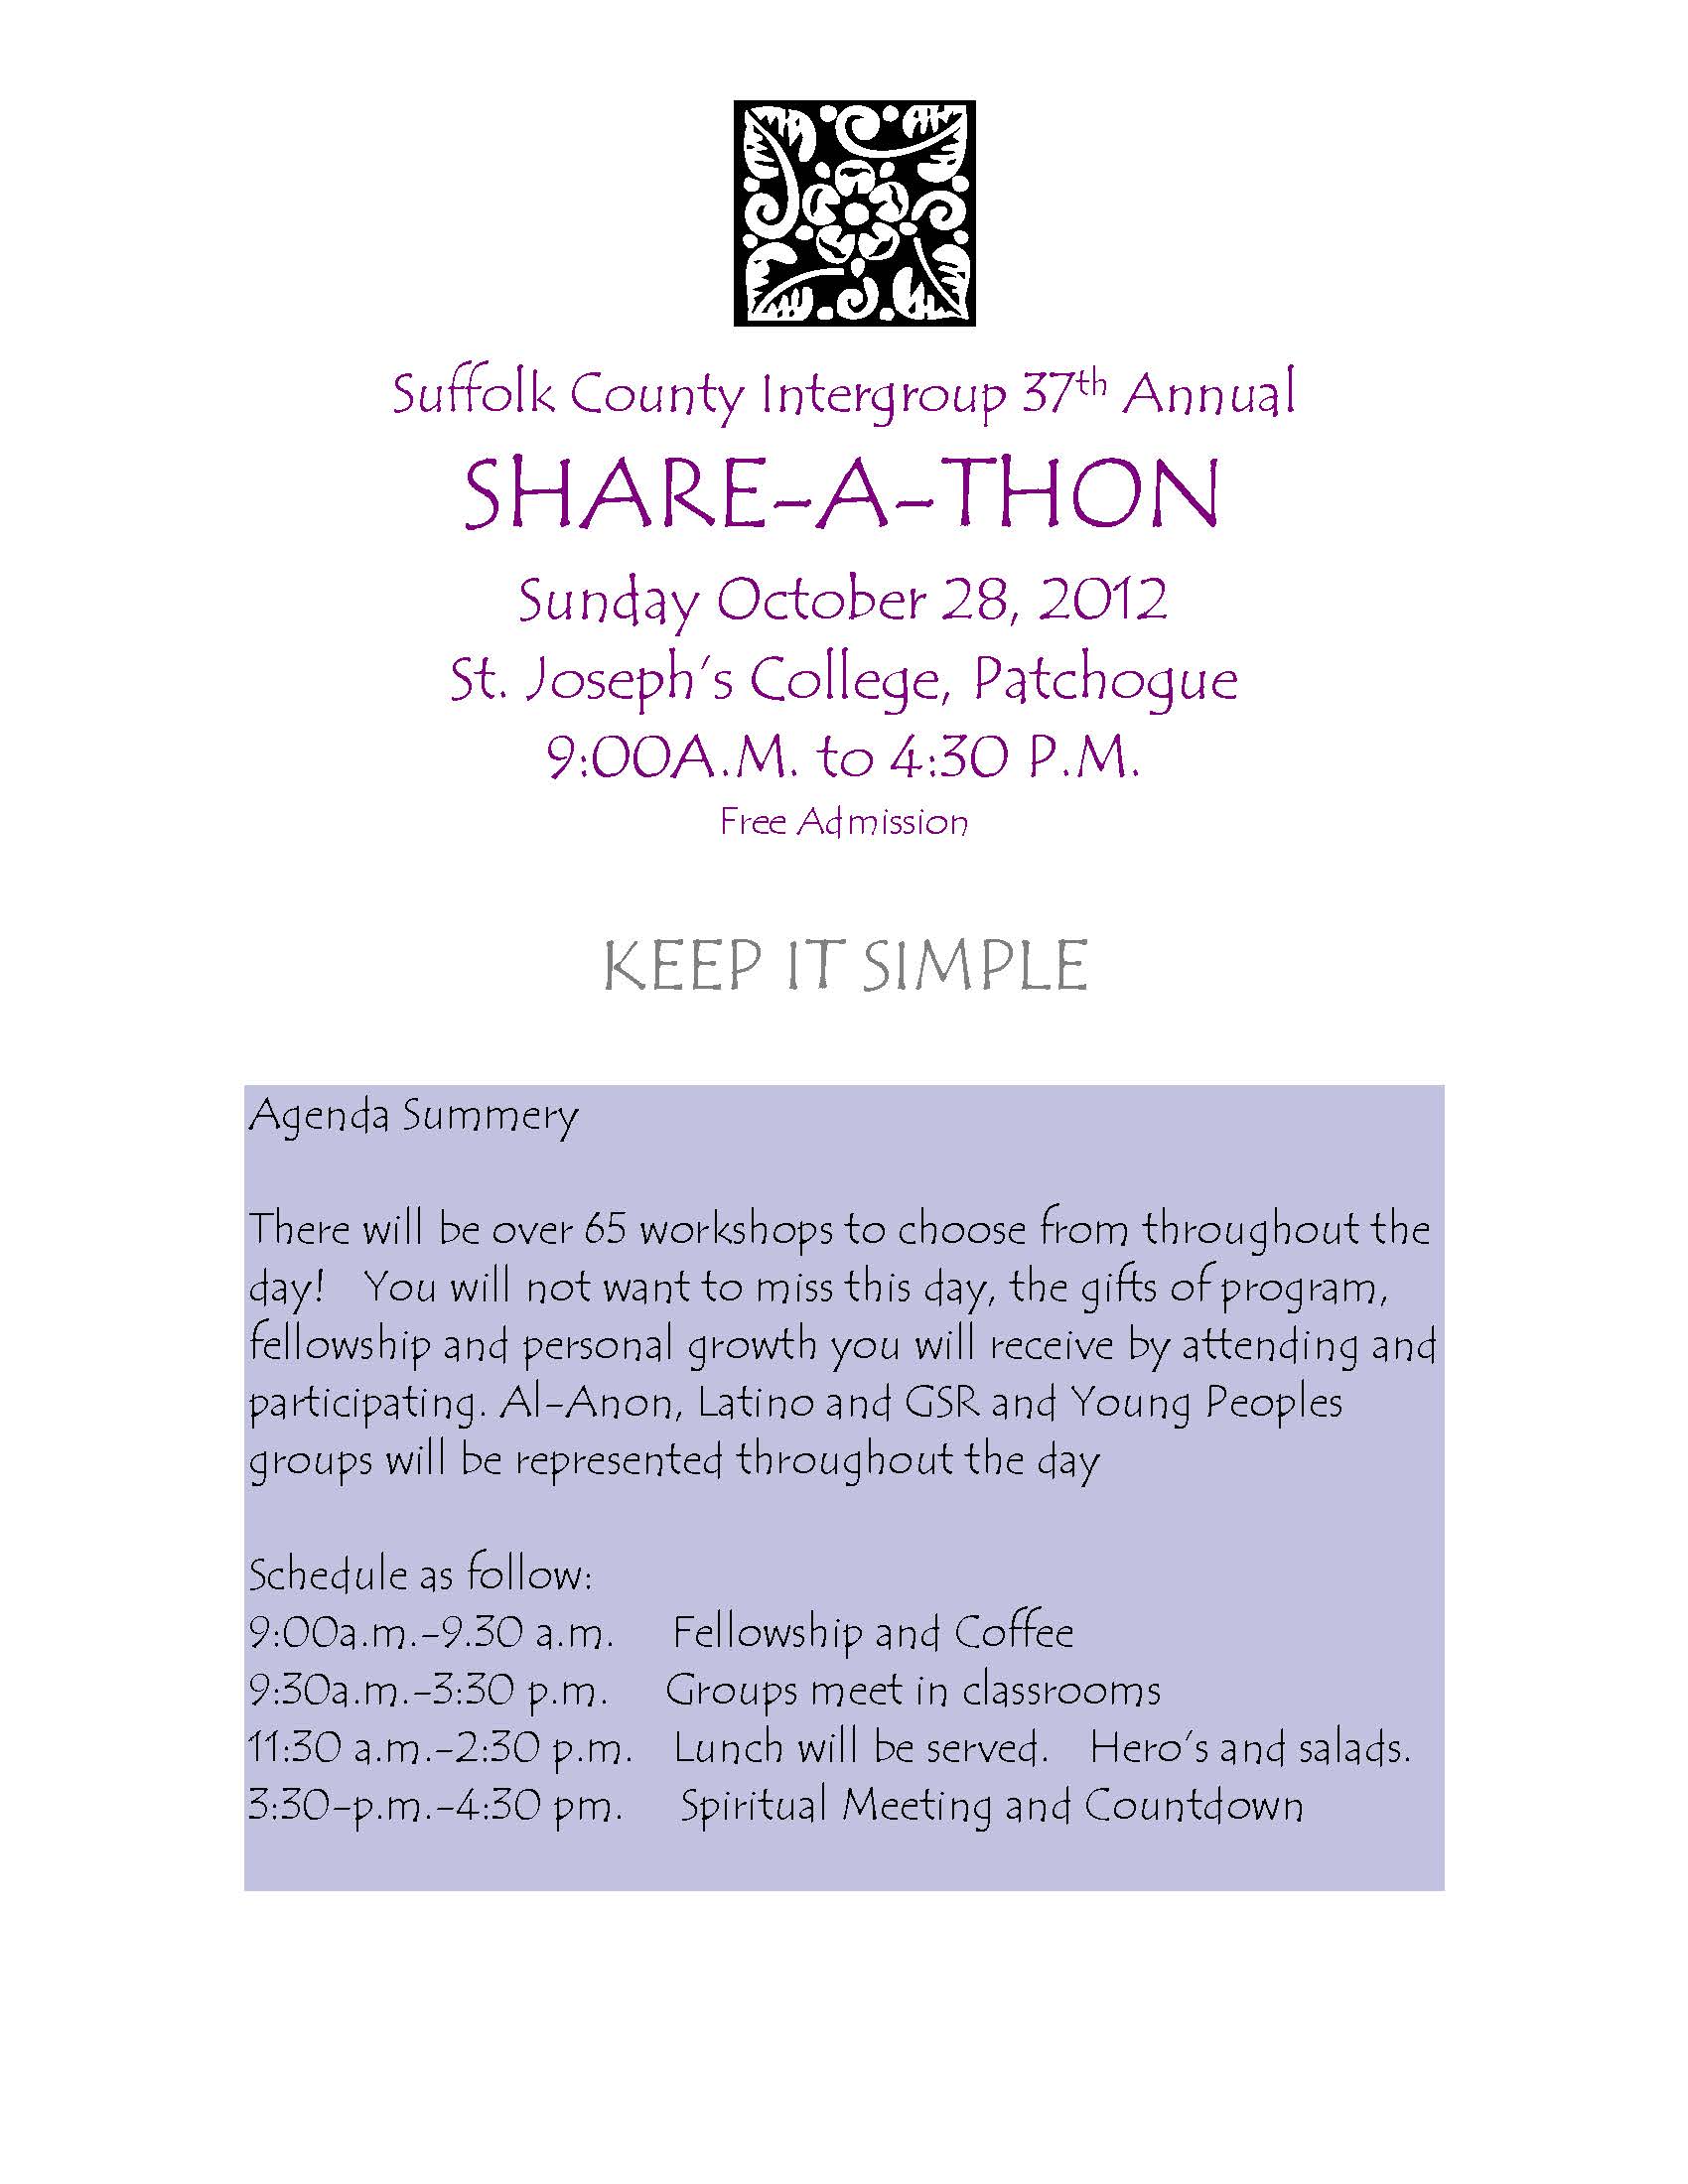 Suffolk County Intergroup 37th Annual
SHARE-A-THON
Sunday October 28, 2012
St. Joseph's College, Patchogue
9:00A.M. to 4:30 P.M.
Free Admission
KEEP IT SIMPLE
Agenda Summery
There will be over 65 workshops to choose from throughout the
day! You will not want to miss this day, the gifts of program,
fellowship and personal growth you will receive by attending and
participating. Al-Anon, Latino and GSR and Young Peoples
groups will be represented throughout the day
Schedule as follow:
9:00a.m.-9.30 a.m. Fellowship and Coffee
9:30a.m.-3:30 p.m. Groups meet in classrooms
11:30 a.m.-2:30 p.m. Lunch will be served. Hero's and salads.
3:30-p.m.-4:30 pm. Spiritual Meeting and Countdown